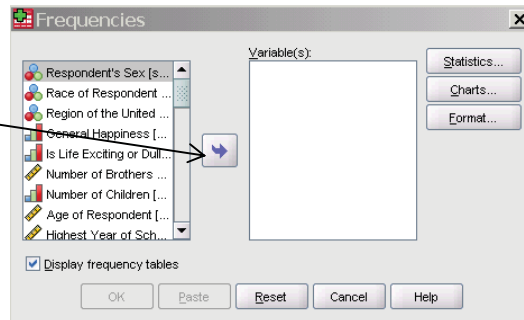 Frequencies
Variable(s):
Respondent's Sex [s...
Race of Respondent ...
Region of the United ...
General Happiness [...
Is Life Exciting or Dull...
Number of Brothers ...
Number of Children [...
Age of Respondent [...
Highest Year of Sch...
Statistics...
Charts...
Format...
Display frequency tables
OK
Paste
Reset
Cancel
Help